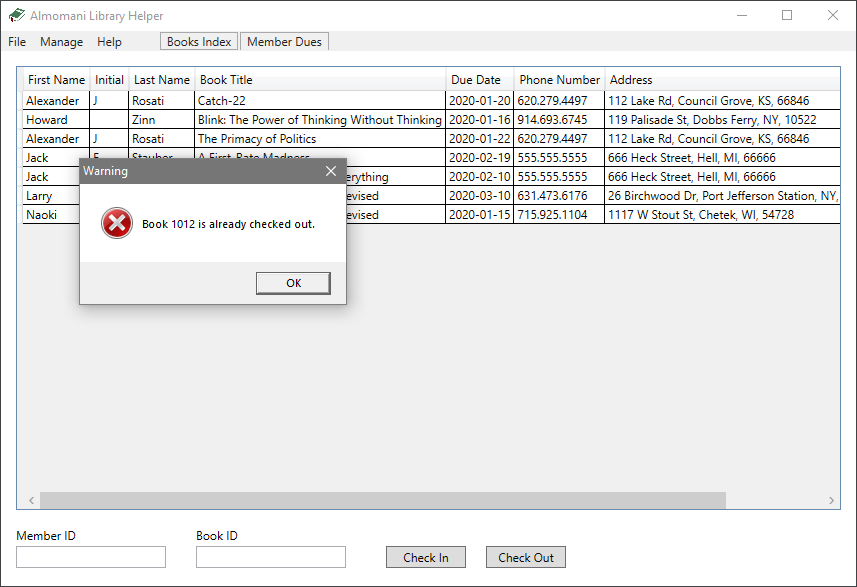 Almomani Library Helper
File Manage Help Books Index Member Dues
First Name Initial Last Name Book Title Due Date Phone Number Address
Alexander J Rosati Catch-22 2020-01-20 620.279.4497 112 Lake Rd, Council Grove, KS, 66846
Howard Zinn Blink: The Power of Thinking Without Thinking 2020-01-16 914.693.6745 119 Palisade St, Dobbs Ferry, NY, 10522
Alexander J Rosati The Primacy of Politics 2020-01-22 620.279.4497 112 Lake Rd, Council Grove, KS, 66846
Jack 2020-02-19 555.555.5555 666 Heck Street, Hell, MI, 66666
Jack erything 2020-02-10 555.555.5555 666 Heck Street, Hell, MI, 66666
Larry evised 2020-03-10 631.473.6176 26 Birchwood Dr, Port Jefferson Station, NY,
Naoki evised 2020-01-15 715.925.1104 1117 W Stout St, Chetek, WI, 54728
Warning
Book 1012 is already checked out.
OK
Member ID Book ID
Check In Check Out